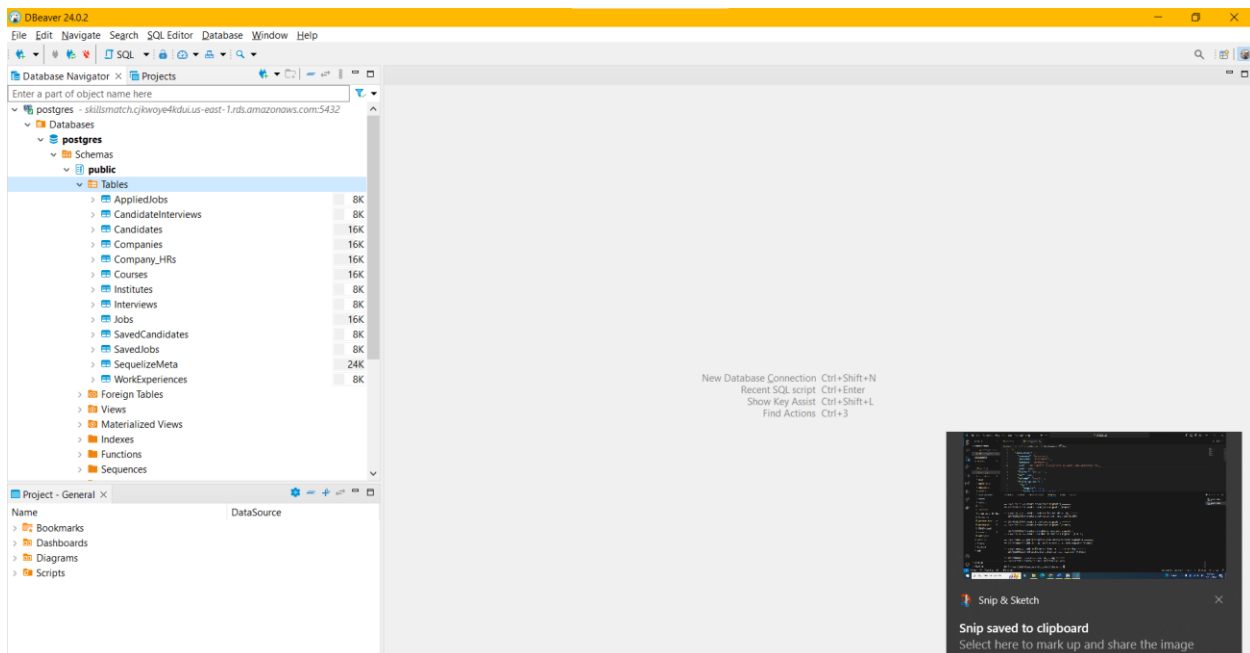 DBeaver 24.0.2
File Edit Navigate Search SQL Editor Database Window Help
SQL
Database Navigator Projects
Enter a part of object name here
postgres - skillsmatch.cjkwoye4kdui.us-east-1.rds.amazonaws.com:5432
Databases
postgres
Schemas
public
Tables
AppliedJobs 8K
CandidateInterviews 8K
Candidates 16K
Companies 16K
Company_HRs 16K
Courses 16K
Institutes 8K
Interviews 8K
Jobs 16K
SavedCandidates 8K
SavedJobs 8K
SequelizeMeta 24K
WorkExperiences 8K
Foreign Tables
Views
Materialized Views
Indexes
Functions
Sequences
Project - General
Name DataSource
Bookmarks
Dashboards
Diagrams
Scripts
New Database Connection Ctrl+Shift+N
Recent SQL script Ctrl+Enter
Show Key Assist Ctrl+Shift+L
Find Actions Ctrl+3
Snip & Sketch
Snip saved to clipboard
Select here to mark up and share the image